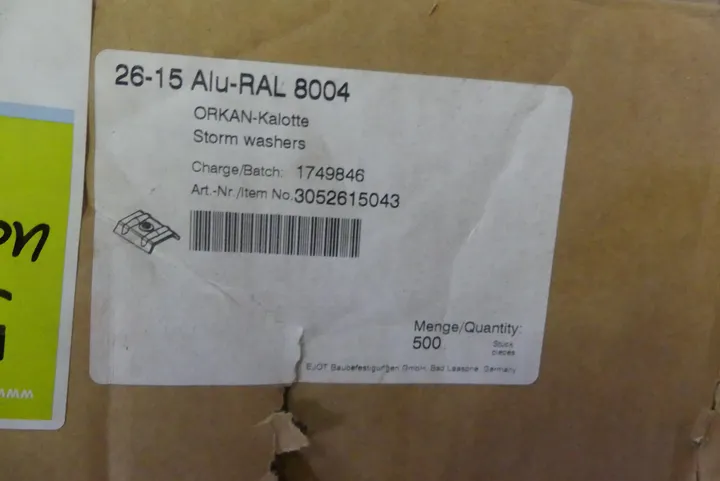 26-15 Alu-RAL 8004
ORKAN-Kalotte
Storm washers
Charge/Batch: 1749846
Art.-Nr./Item No. 3052615043
Menge/Quantity:
500 Stück
pieces
EJOT Baubefestigungen GmbH, Bad Laasphe, Germany
on